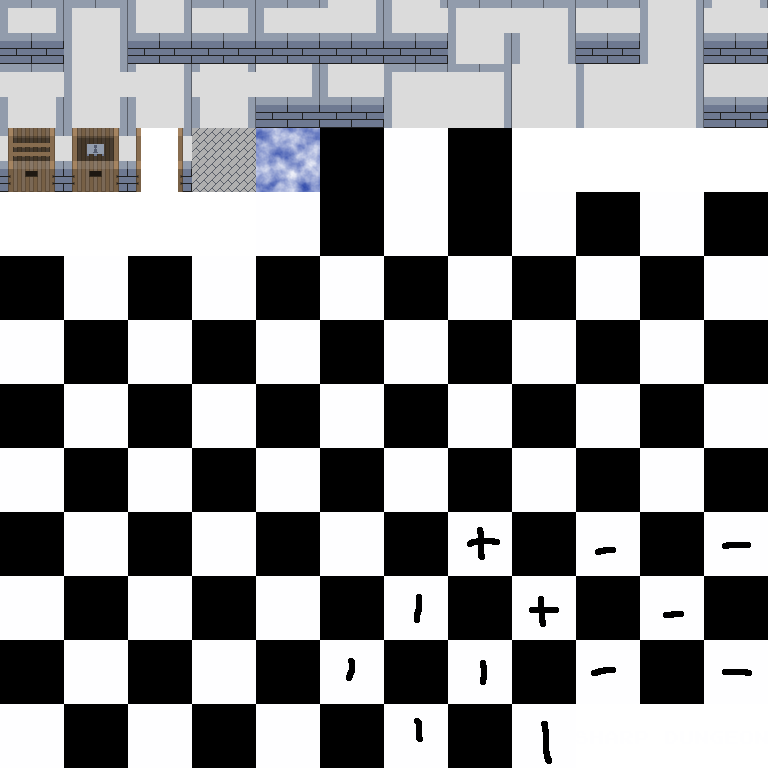 + - -
| + -
| | - -
| |